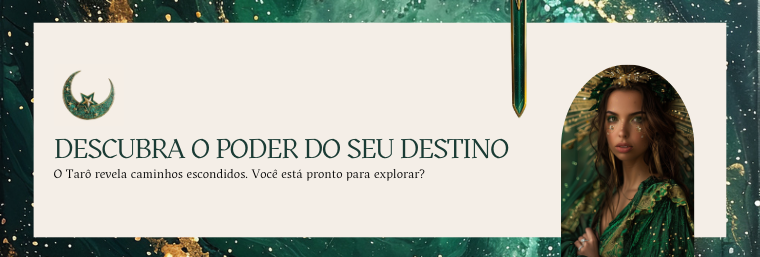 DESCUBRA O PODER DO SEU DESTINO
O Tarô revela caminhos escondidos. Você está pronto para explorar?